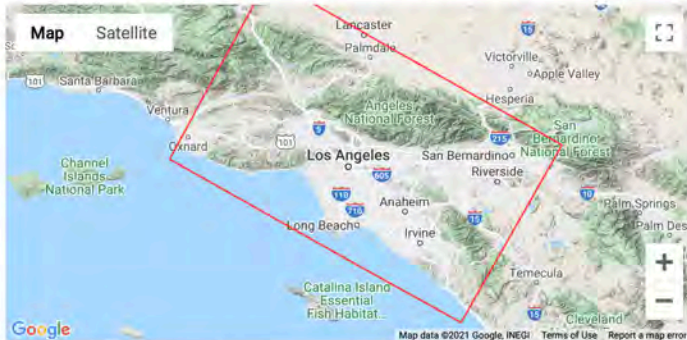 Map Satellite
Lancaster
Palmdale
15
Victorville
Apple Valley
Hesperia
101
Santa Barbara
Ventura
Oxnard
Angeles
National Forest
5
101
215
San
Bernardino
National Forest
Los Angeles
San Bernardino
Riverside
605
Channel
Islands
National Park
110
710
Anaheim
10
Palm Springs
15
Long Beach
Irvine
Palm Des
Temecula
Catalina Island
Essential
Fish Habitat...
15
Cleveland
Google
Map data ©2021 Google, INEGI Terms of Use Report a map error